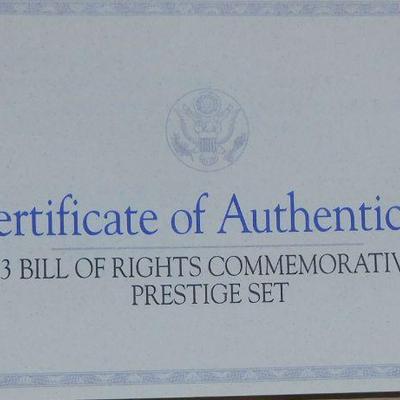 ertificate of Authentic
3 BILL OF RIGHTS COMMEMORATIV
PRESTIGE SET